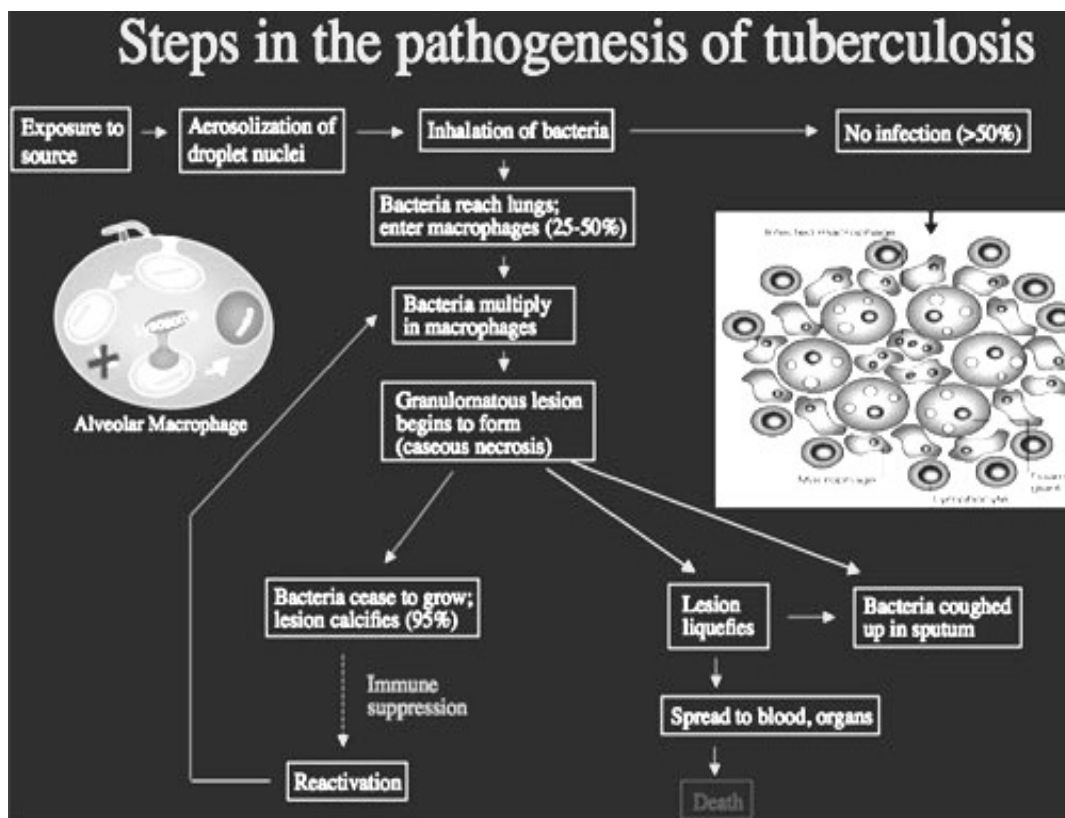 Steps in the pathogenesis of tuberculosis
Exposure to
source
Aerosolization of
droplet nuclei
Inhalation of bacteria
No infection (>50%)
Bacteria reach lungs;
enter macrophages (25-50%)
Infected macrophage
Lysosome
Bacteria multiply
in macrophages
Alveolar Macrophage
Granulomatous lesion
begins to form
(caseous necrosis)
Macrophage
Lymphocyte
Bacteria cease to grow;
lesion calcifies (95%)
Lesion
liquefies
Bacteria coughed
up in sputum
Immune
suppression
Spread to blood, organs
Reactivation
Death